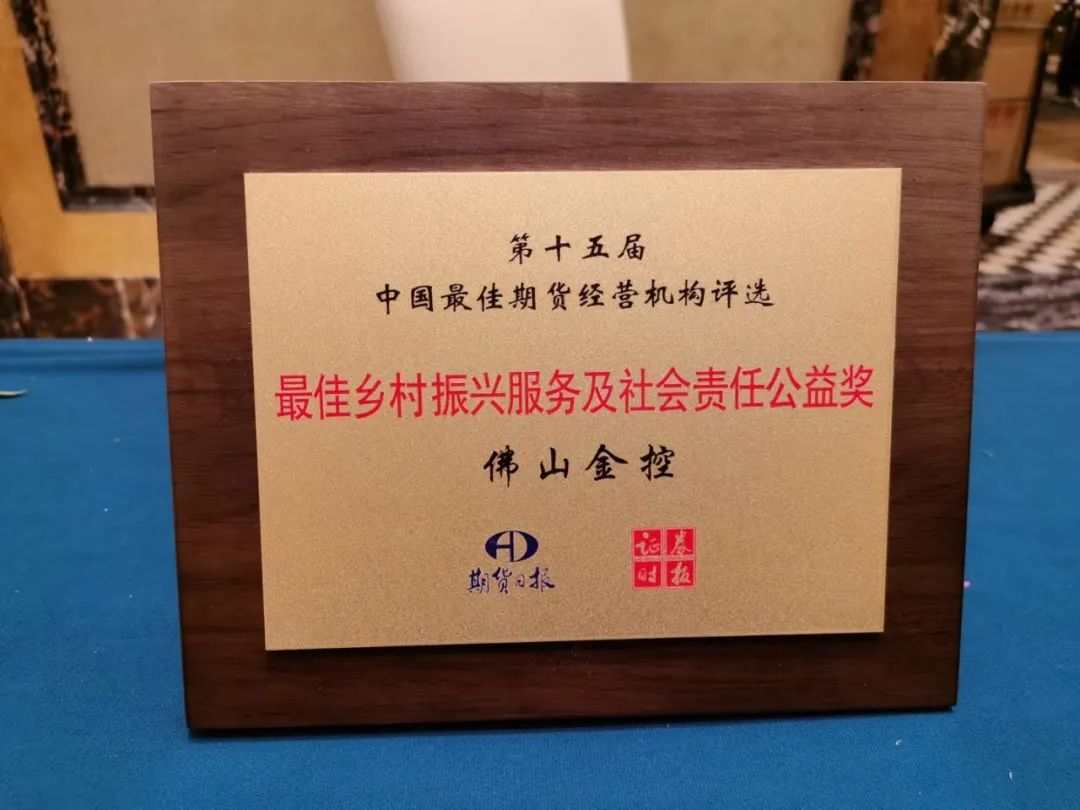 第十五届
中国最佳期货经营机构评选
最佳乡村振兴服务及社会责任公益奖
佛山金控
期货日报
证券时报